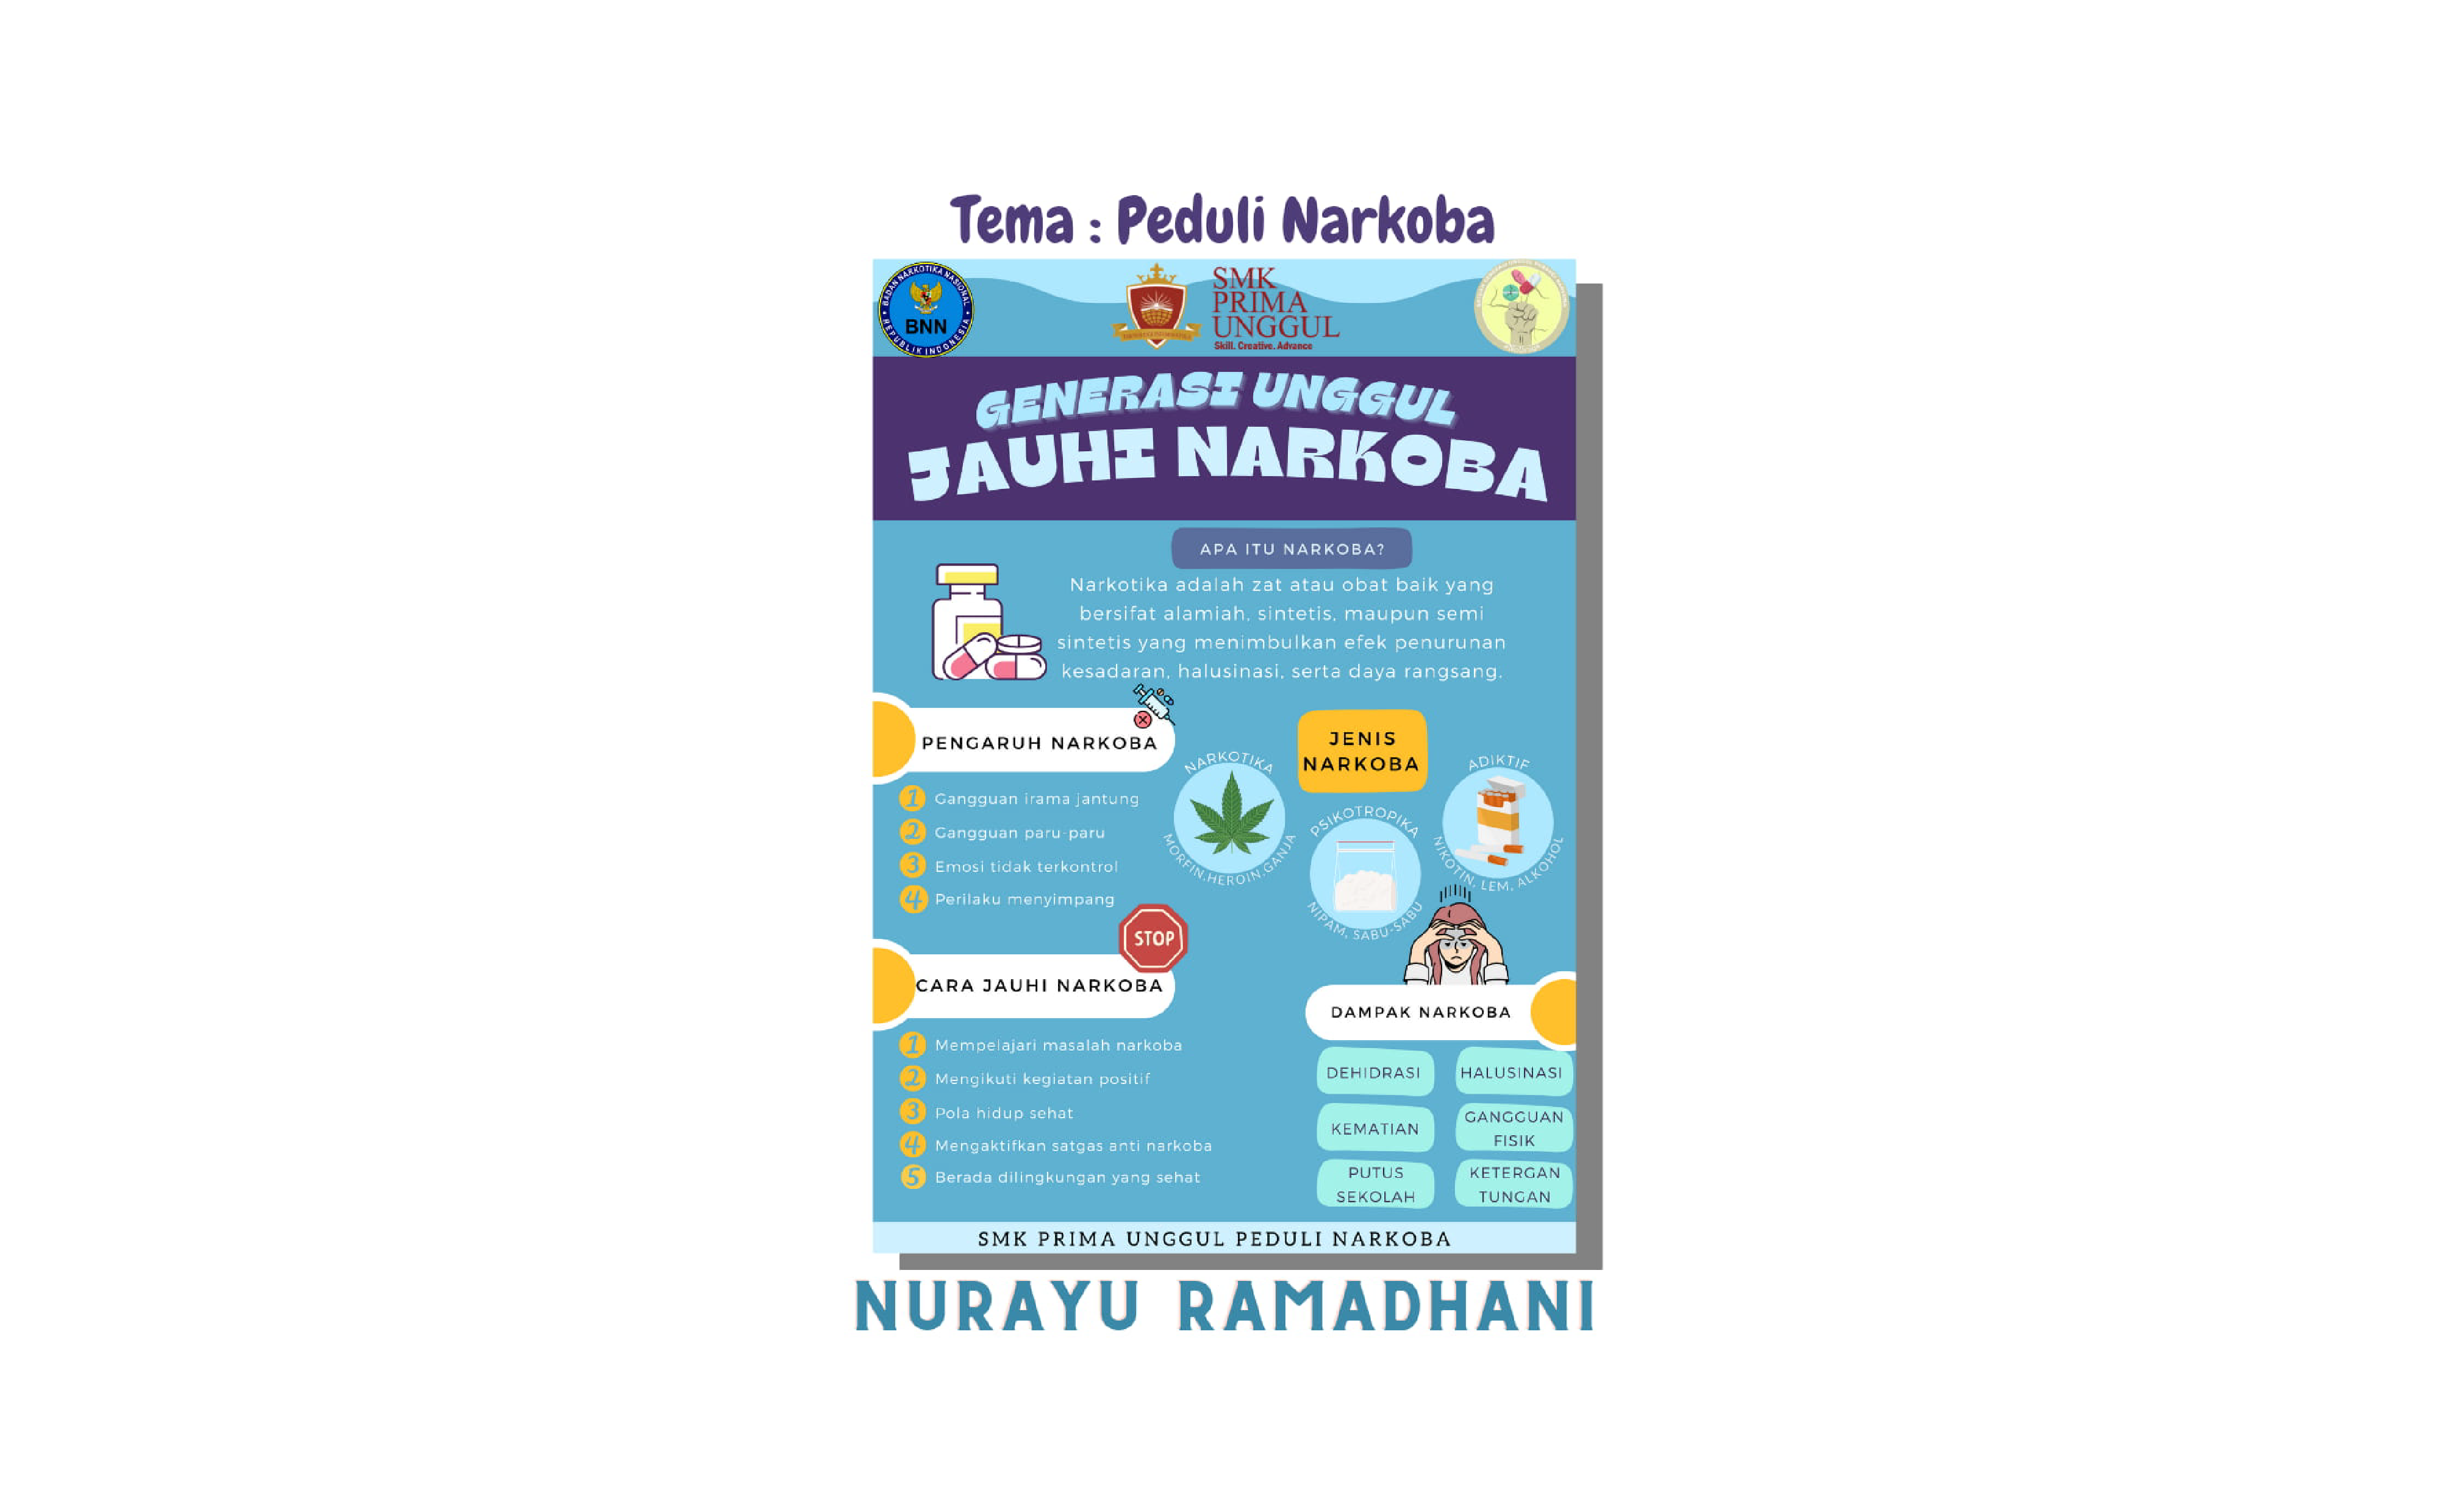 Tema : Peduli Narkoba
BADAN NARKOTIKA NASIONAL
BNN
REPUBLIK INDONESIA
SMK
PRIMA
UNGGUL
Skill. Creative. Advance
GENERASI UNGGUL
JAUHI NARKOBA
APA ITU NARKOBA?
Narkotika adalah zat atau obat baik yang
bersifat alamiah, sintetis, maupun semi
sintetis yang menimbulkan efek penurunan
kesadaran, halusinasi, serta daya rangsang.
PENGARUH NARKOBA
1 Gangguan irama jantung
2 Gangguan paru-paru
3 Emosi tidak terkontrol
4 Perilaku menyimpang
JENIS
NARKOBA
NARKOTIKA
MORFIN,HEROIN,GANJA
PSIKOTROPIKA
NIPAM, SABU-SABU
ADIKTIF
NIKOTIN, LEM, ALKOHOL
STOP
CARA JAUHI NARKOBA
1 Mempelajari masalah narkoba
2 Mengikuti kegiatan positif
3 Pola hidup sehat
4 Mengaktifkan satgas anti narkoba
5 Berada dilingkungan yang sehat
DAMPAK NARKOBA
DEHIDRASI
HALUSINASI
KEMATIAN
GANGGUAN
FISIK
PUTUS
SEKOLAH
KETERGAN
TUNGAN
SMK PRIMA UNGGUL PEDULI NARKOBA
NURAYU RAMADHANI